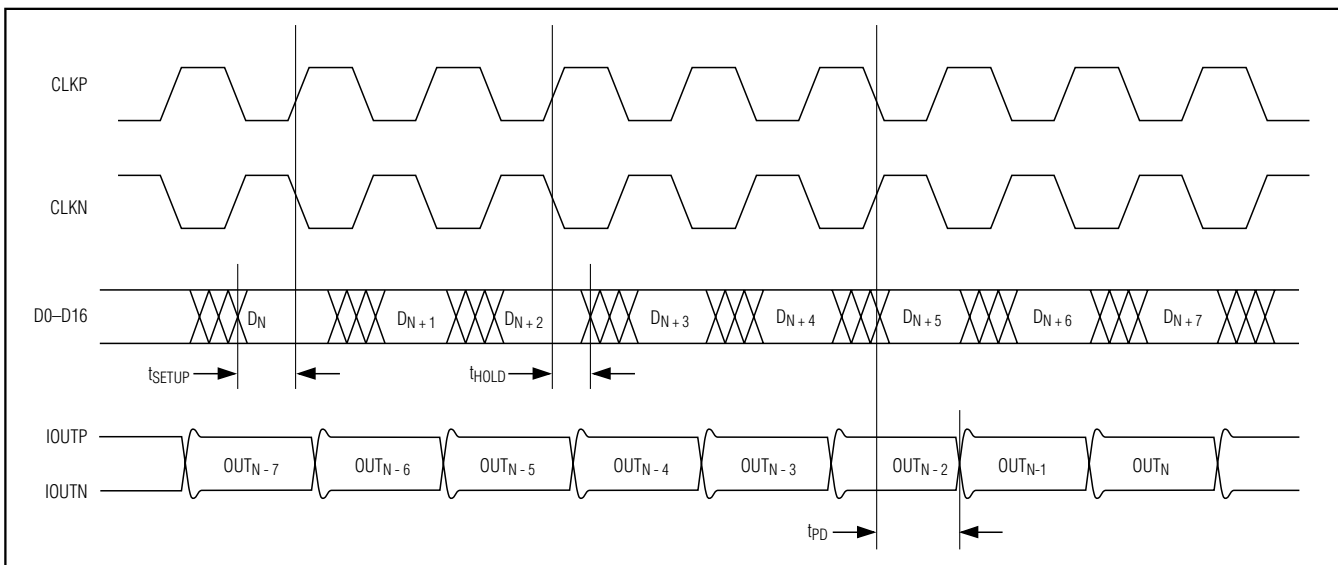 CLKP
CLKN
D0–D16
DN
DN + 1
DN + 2
DN + 3
DN + 4
DN + 5
DN + 6
DN + 7
tSETUP
tHOLD
IOUTP
IOUTN
OUTN - 7
OUTN - 6
OUTN - 5
OUTN - 4
OUTN - 3
OUTN - 2
OUTN-1
OUTN
tPD